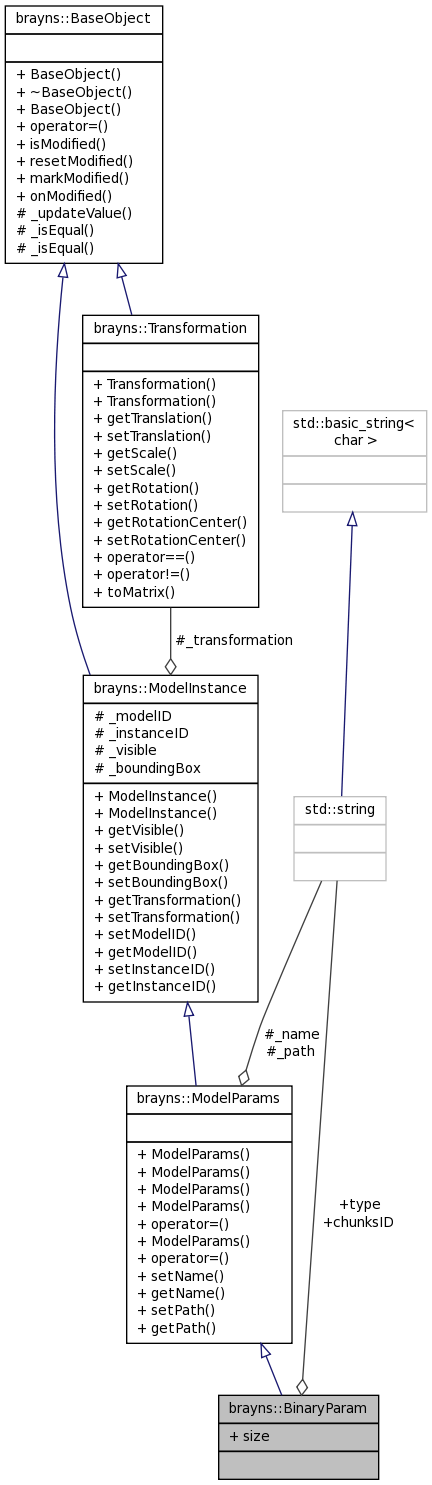 brayns::BaseObject
+ BaseObject()
+ ~BaseObject()
+ BaseObject()
+ operator=()
+ isModified()
+ resetModified()
+ markModified()
+ onModified()
# _updateValue()
# _isEqual()
# _isEqual()
brayns::Transformation
+ Transformation()
+ Transformation()
+ getTranslation()
+ setTranslation()
+ getScale()
+ setScale()
+ getRotation()
+ setRotation()
+ getRotationCenter()
+ setRotationCenter()
+ operator==()
+ operator!=()
+ toMatrix()
std::basic_string<
char >
#_transformation
brayns::ModelInstance
# _modelID
# _instanceID
# _visible
# _boundingBox
+ ModelInstance()
+ ModelInstance()
+ getVisible()
+ setVisible()
+ getBoundingBox()
+ setBoundingBox()
+ getTransformation()
+ setTransformation()
+ setModelID()
+ getModelID()
+ setInstanceID()
+ getInstanceID()
std::string
#_name
#_path
brayns::ModelParams
+ ModelParams()
+ ModelParams()
+ ModelParams()
+ ModelParams()
+ operator=()
+ ModelParams()
+ operator=()
+ setName()
+ getName()
+ setPath()
+ getPath()
+type
+chunksID
brayns::BinaryParam
+ size